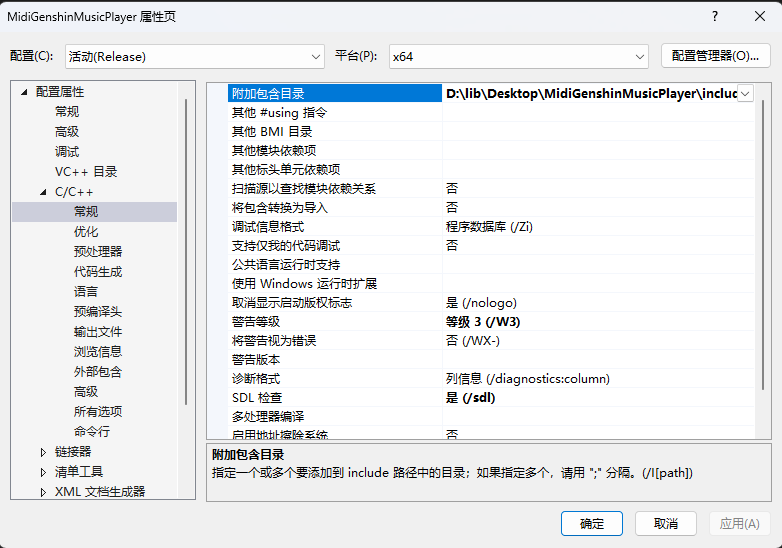 MidiGenshinMusicPlayer 属性页
?
配置(C):
活动(Release)
平台(P):
x64
配置管理器(O)...
配置属性
常规
高级
调试
VC++ 目录
C/C++
常规
优化
预处理器
代码生成
语言
预编译头
输出文件
浏览信息
外部包含
高级
所有选项
命令行
链接器
清单工具
XML 文档生成器
附加包含目录 D:\lib\Desktop\MidiGenshinMusicPlayer\includ
其他 #using 指令
其他 BMI 目录
其他模块依赖项
其他标头单元依赖项
扫描源以查找模块依赖关系 否
将包含转换为导入 否
调试信息格式 程序数据库 (/Zi)
支持仅我的代码调试 否
公共语言运行时支持
使用 Windows 运行时扩展
取消显示启动版权标志 是 (/nologo)
警告等级 等级 3 (/W3)
将警告视为错误 否 (/WX-)
警告版本
诊断格式 列信息 (/diagnostics:column)
SDL 检查 是 (/sdl)
多处理器编译
启用地址擦除系统 否
附加包含目录
指定一个或多个要添加到 include 路径中的目录；如果指定多个，请用 ";" 分隔。(/I[path])
确定
取消
应用(A)